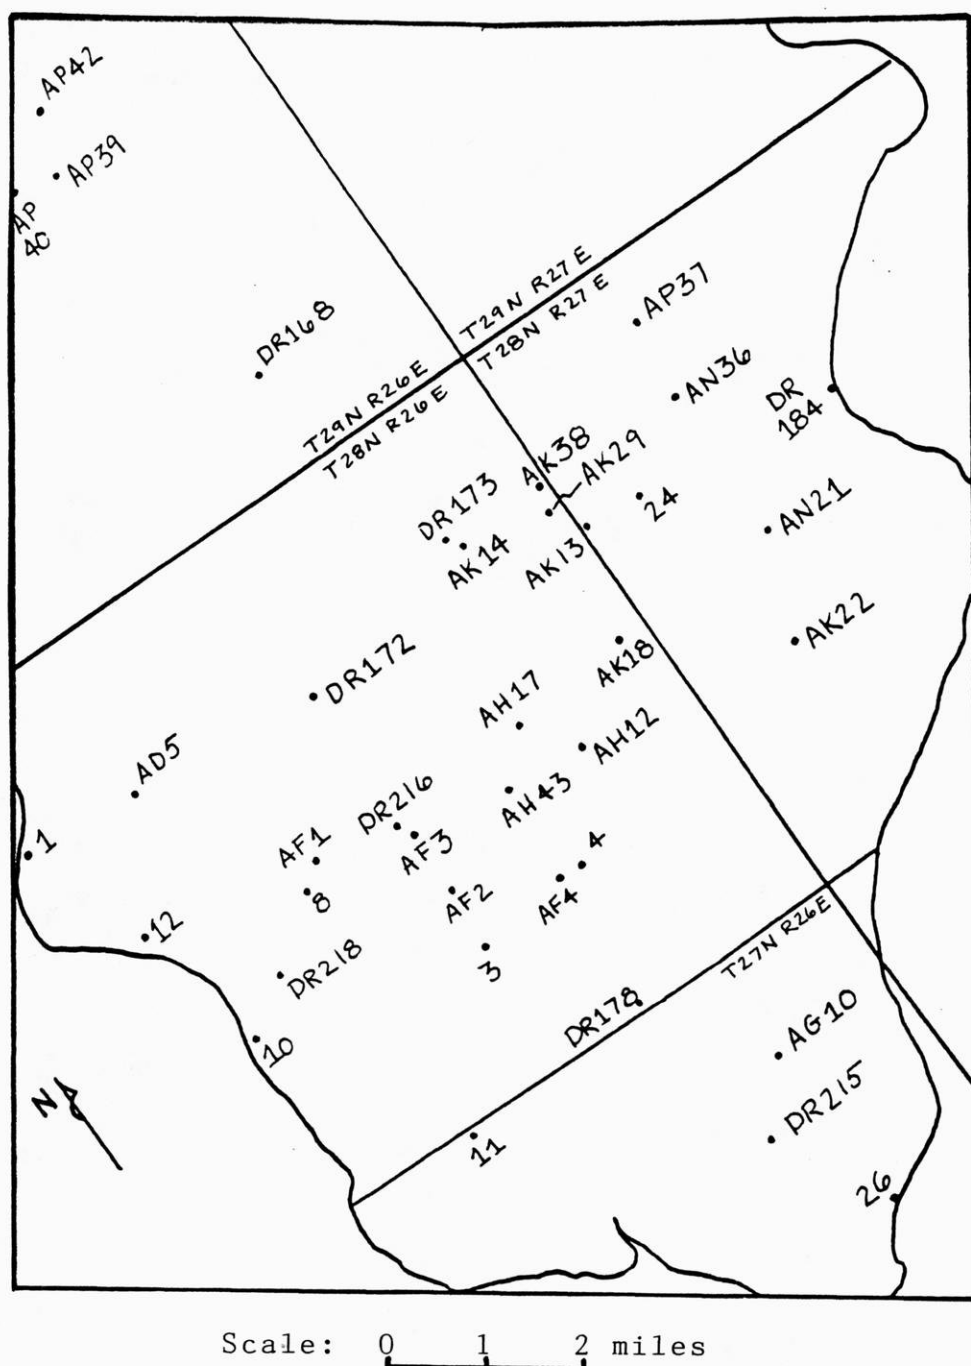 AP42
AP39
AP
40
DR168
T29N R27E
T28N R27E
T29N R26E
T28N R26E
AP37
AN36
DR
184
AK38
AK29
DR173
24
AN21
AK14
AK13
AK22
DR172
AK18
AH17
AH12
AD5
DR216
AH43
1
AF1
AF3
4
8
AF2
AF4
12
DR218
3
T27N R26E
DR178
10
AG10
N
DR215
11
26
Scale: 0 1 2 miles